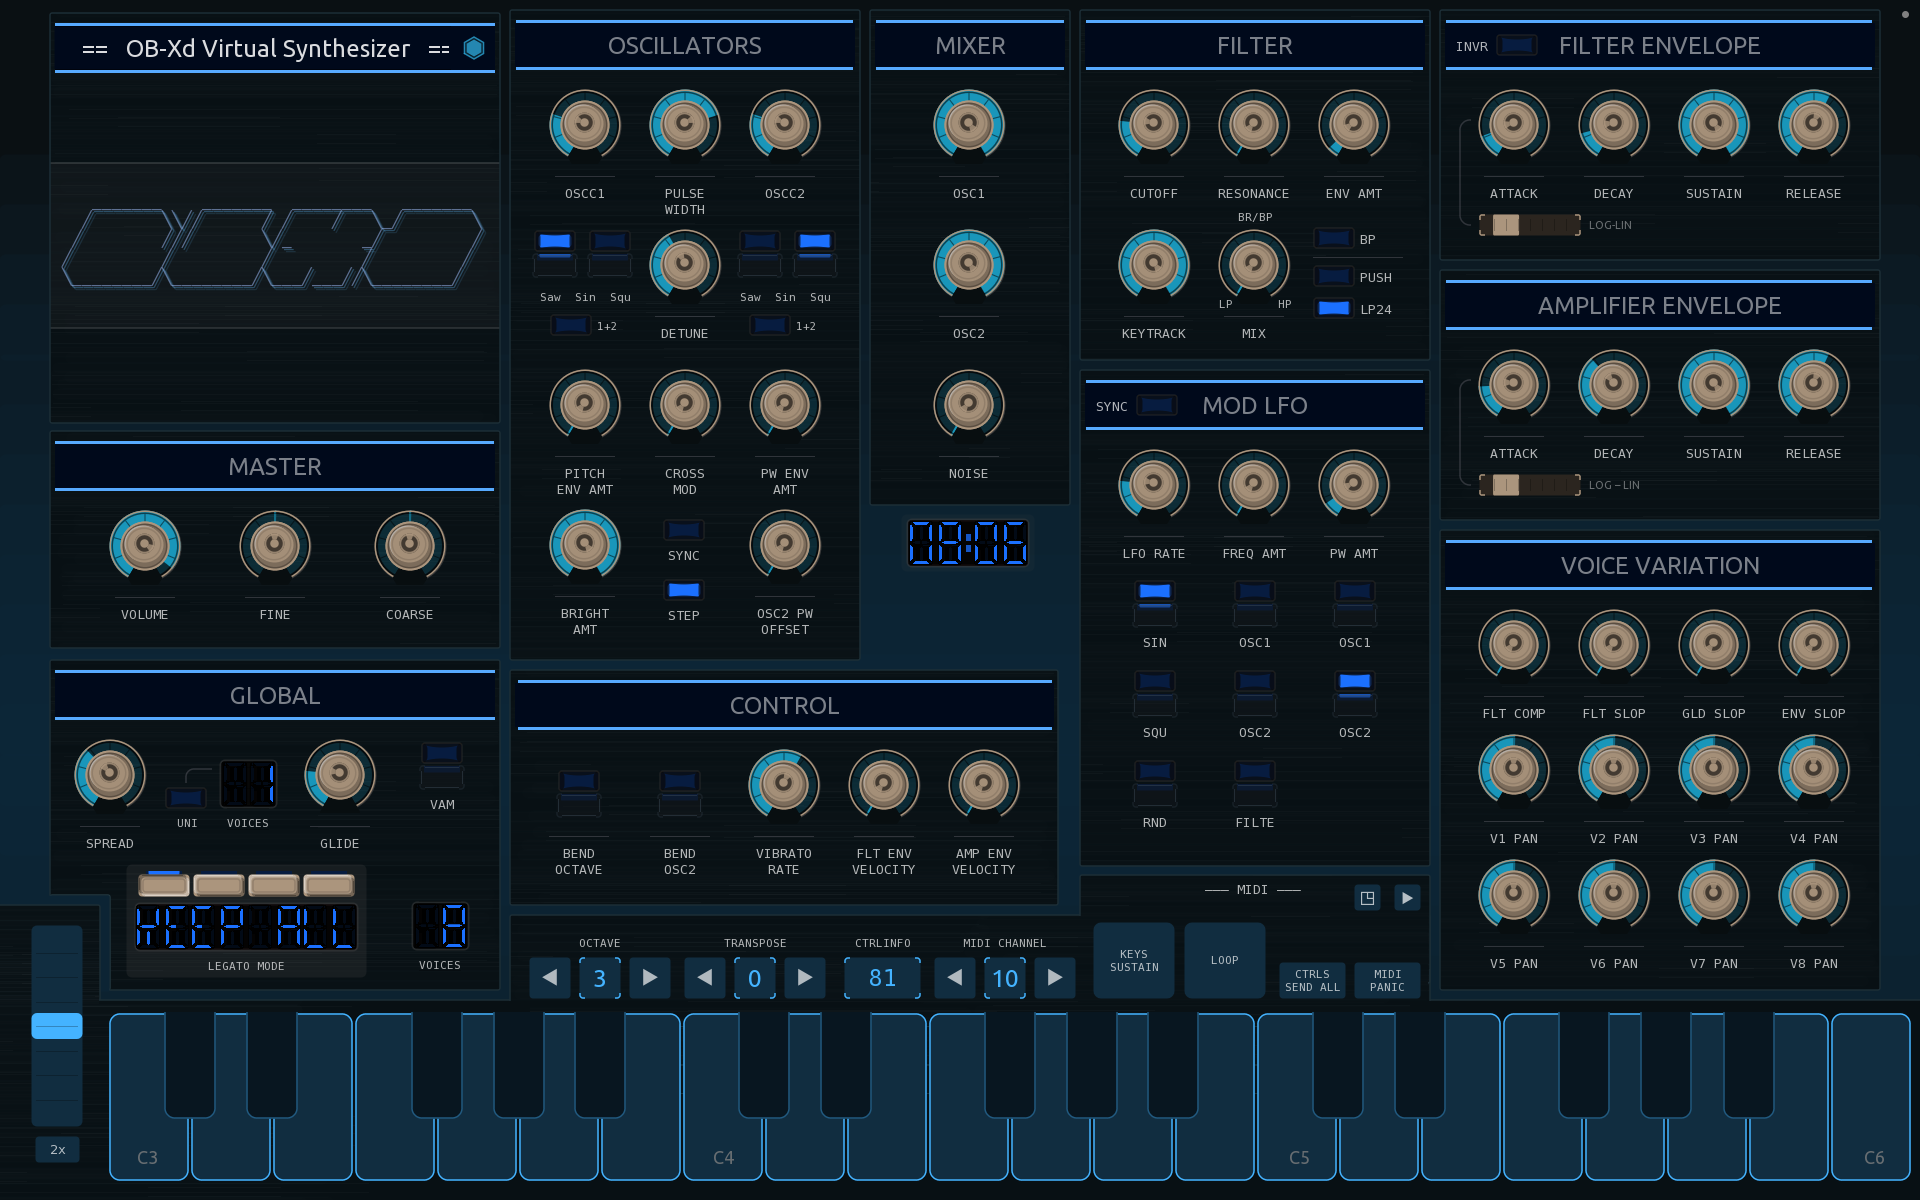 == OB-Xd Virtual Synthesizer ==
MASTER
VOLUME FINE COARSE
GLOBAL
SPREAD
UNI
VOICES
GLIDE
VAM
KEEP ALL
LEGATO MODE
VOICES
OSCILLATORS
OSCC1
PULSE
WIDTH
OSCC2
Saw Sin Squ
1+2
DETUNE
Saw Sin Squ
1+2
PITCH
ENV AMT
CROSS
MOD
PW ENV
AMT
BRIGHT
AMT
SYNC
STEP
OSC2 PW
OFFSET
MIXER
OSC1
OSC2
NOISE
CONTROL
BEND
OCTAVE
BEND
OSC2
VIBRATO
RATE
FLT ENV
VELOCITY
AMP ENV
VELOCITY
FILTER
CUTOFF RESONANCE ENV AMT
BR/BP
LP HP
KEYTRACK MIX
BP
PUSH
LP24
SYNC MOD LFO
LFO RATE FREQ AMT PW AMT
SIN OSC1 OSC1
SQU OSC2 OSC2
RND FILTE
INVR FILTER ENVELOPE
ATTACK DECAY SUSTAIN RELEASE
LOG-LIN
AMPLIFIER ENVELOPE
ATTACK DECAY SUSTAIN RELEASE
LOG – LIN
VOICE VARIATION
FLT COMP FLT SLOP GLD SLOP ENV SLOP
V1 PAN V2 PAN V3 PAN V4 PAN
V5 PAN V6 PAN V7 PAN V8 PAN
MIDI
OCTAVE TRANSPOSE CTRLINFO MIDI CHANNEL
3 0 81 10
KEYS
SUSTAIN
LOOP
CTRLS
SEND ALL
MIDI
PANIC
2x
C3 C4 C5 C6